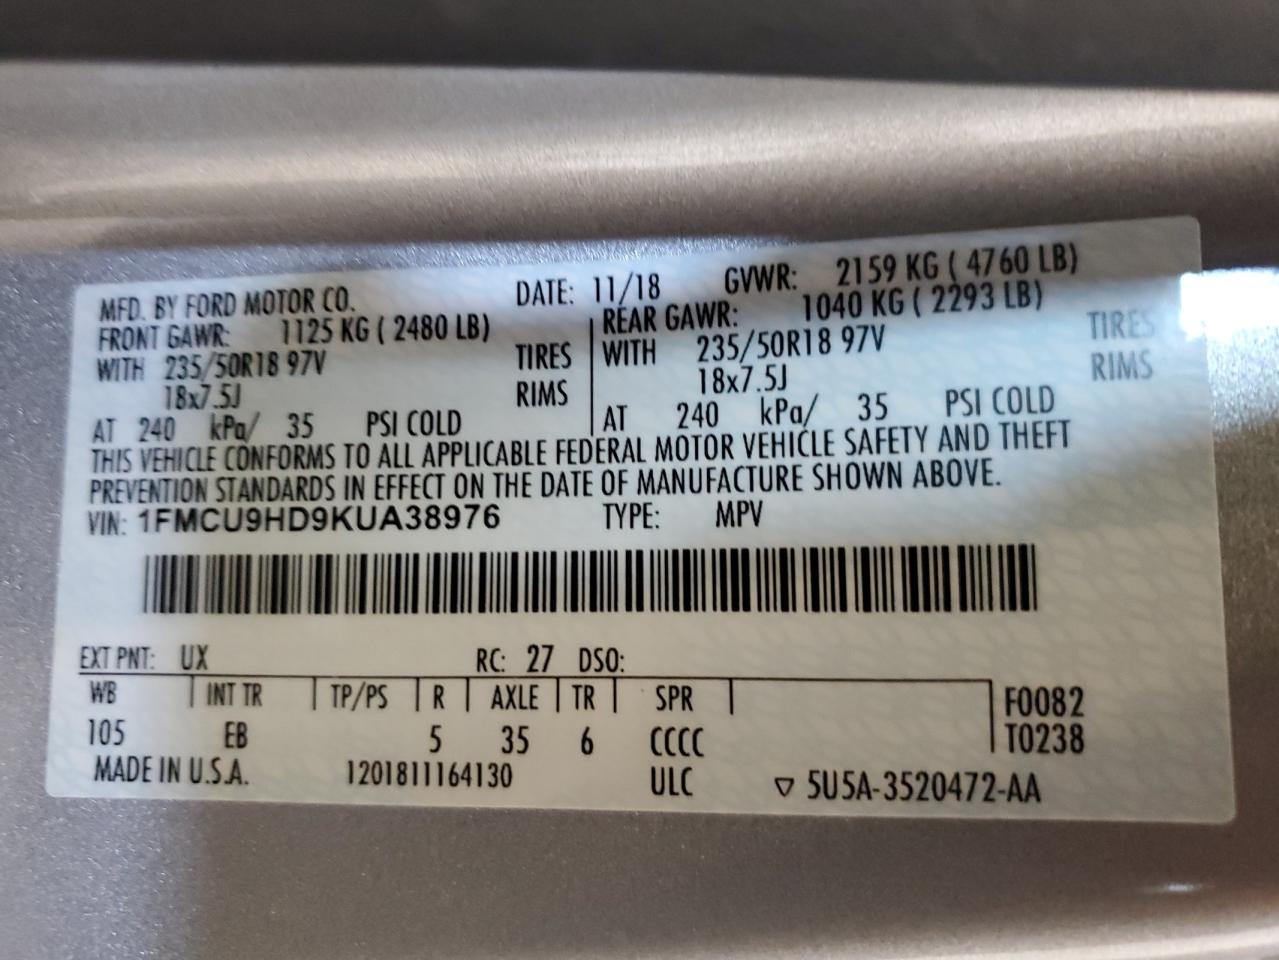 MFD. BY FORD MOTOR CO. DATE: 11/18 GVWR: 2159 KG ( 4760 LB)
FRONT GAWR: 1125 KG ( 2480 LB) REAR GAWR: 1040 KG ( 2293 LB)
WITH 235/50R18 97V TIRES WITH 235/50R18 97V TIRES
18x7.5J RIMS 18x7.5J RIMS
AT 240 kPa/ 35 PSI COLD AT 240 kPa/ 35 PSI COLD
THIS VEHICLE CONFORMS TO ALL APPLICABLE FEDERAL MOTOR VEHICLE SAFETY AND THEFT
PREVENTION STANDARDS IN EFFECT ON THE DATE OF MANUFACTURE SHOWN ABOVE.
VIN: 1FMCU9HD9KUA38976 TYPE: MPV
EXT PNT: UX RC: 27 DSO:
WB INT TR TP/PS R AXLE TR SPR F0082
105 EB 5 35 6 CCCC T0238
MADE IN U.S.A. 1201811164130 ULC ▽ 5U5A-3520472-AA